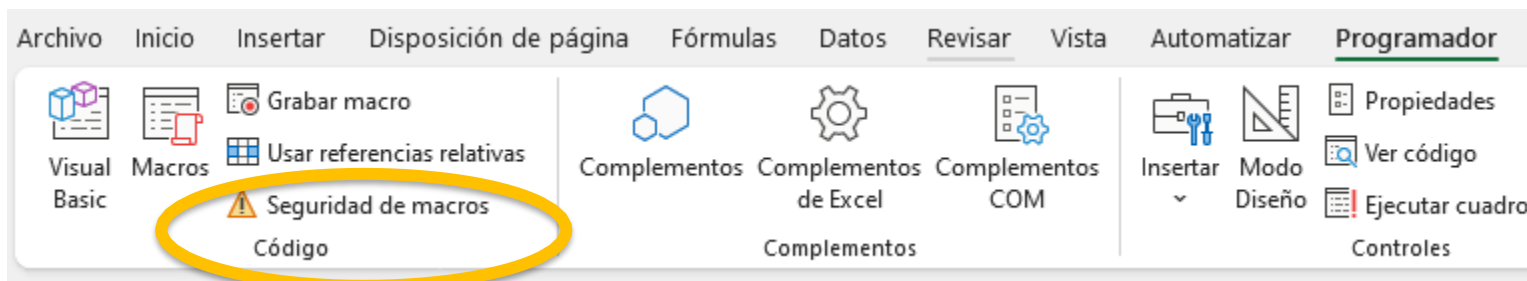 Archivo Inicio Insertar Disposición de página Fórmulas Datos Revisar Vista Automatizar Programador
Visual Basic
Macros
Grabar macro
Usar referencias relativas
Seguridad de macros
Código
Complementos
Complementos de Excel
Complementos COM
Complementos
Insertar
Modo Diseño
Propiedades
Ver código
Ejecutar cuadro
Controles